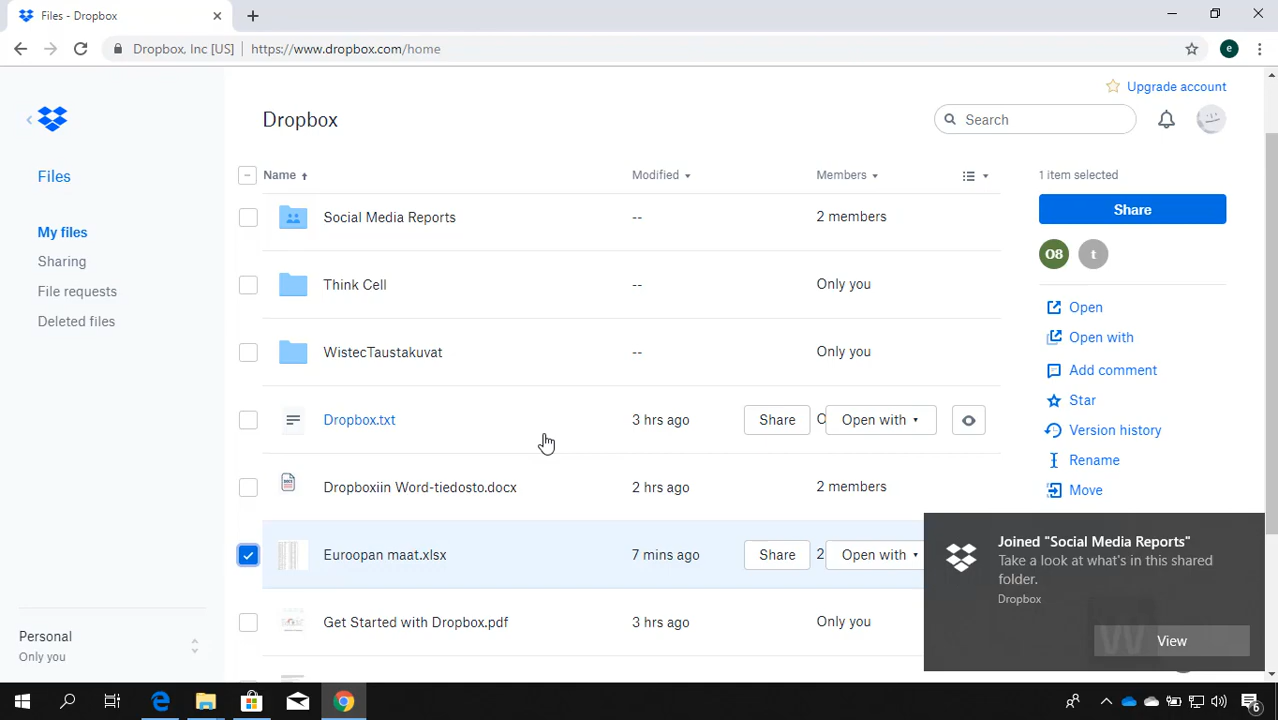 Files - Dropbox
Dropbox, Inc [US]
https://www.dropbox.com/home
e
Upgrade account
Dropbox
Search
Files
Name
Modified
Members
1 item selected
Share
My files
Sharing
File requests
Deleted files
Social Media Reports
--
2 members
O8
t
Think Cell
--
Only you
Open
Open with
WistecTaustakuvat
--
Only you
Add comment
Star
Dropbox.txt
3 hrs ago
Share
Open with
Version history
Rename
Dropboxiin Word-tiedosto.docx
2 hrs ago
2 members
Move
Euroopan maat.xlsx
7 mins ago
Share
2
Open with
Joined "Social Media Reports"
Take a look at what's in this shared
folder.
Dropbox
View
Get Started with Dropbox.pdf
3 hrs ago
Only you
Personal
Only you
6